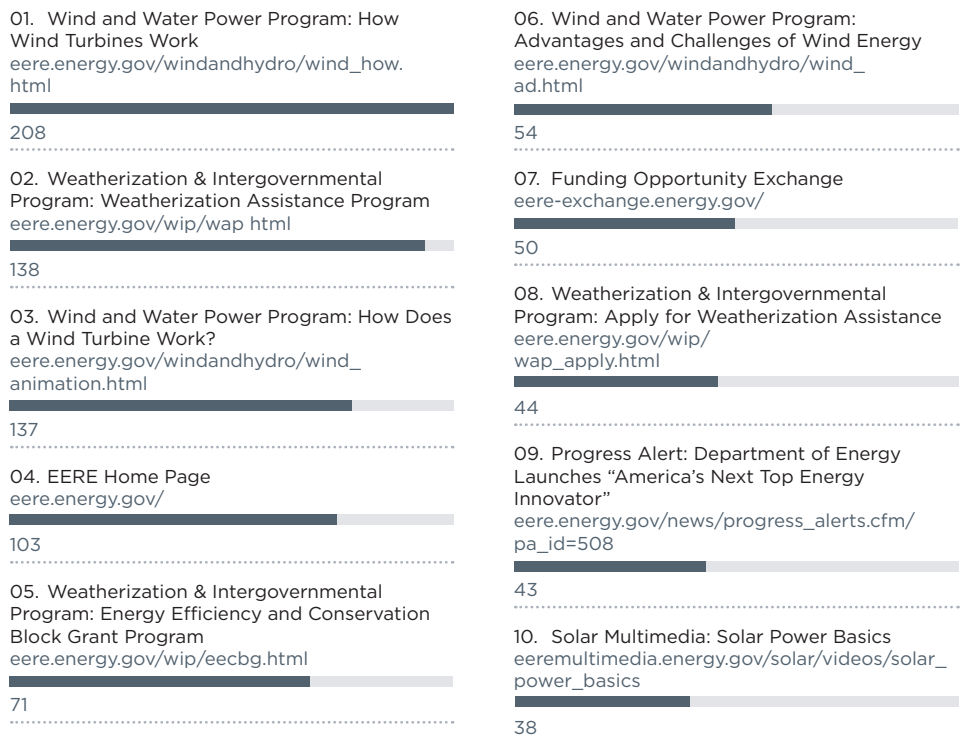 01. Wind and Water Power Program: How
Wind Turbines Work
eere.energy.gov/windandhydro/wind_how.
html
208
02. Weatherization & Intergovernmental
Program: Weatherization Assistance Program
eere.energy.gov/wip/wap html
138
03. Wind and Water Power Program: How Does
a Wind Turbine Work?
eere.energy.gov/windandhydro/wind_
animation.html
137
04. EERE Home Page
eere.energy.gov/
103
05. Weatherization & Intergovernmental
Program: Energy Efficiency and Conservation
Block Grant Program
eere.energy.gov/wip/eecbg.html
71
06. Wind and Water Power Program:
Advantages and Challenges of Wind Energy
eere.energy.gov/windandhydro/wind_
ad.html
54
07. Funding Opportunity Exchange
eere-exchange.energy.gov/
50
08. Weatherization & Intergovernmental
Program: Apply for Weatherization Assistance
eere.energy.gov/wip/
wap_apply.html
44
09. Progress Alert: Department of Energy
Launches “America’s Next Top Energy
Innovator”
eere.energy.gov/news/progress_alerts.cfm/
pa_id=508
43
10. Solar Multimedia: Solar Power Basics
eeremultimedia.energy.gov/solar/videos/solar_
power_basics
38